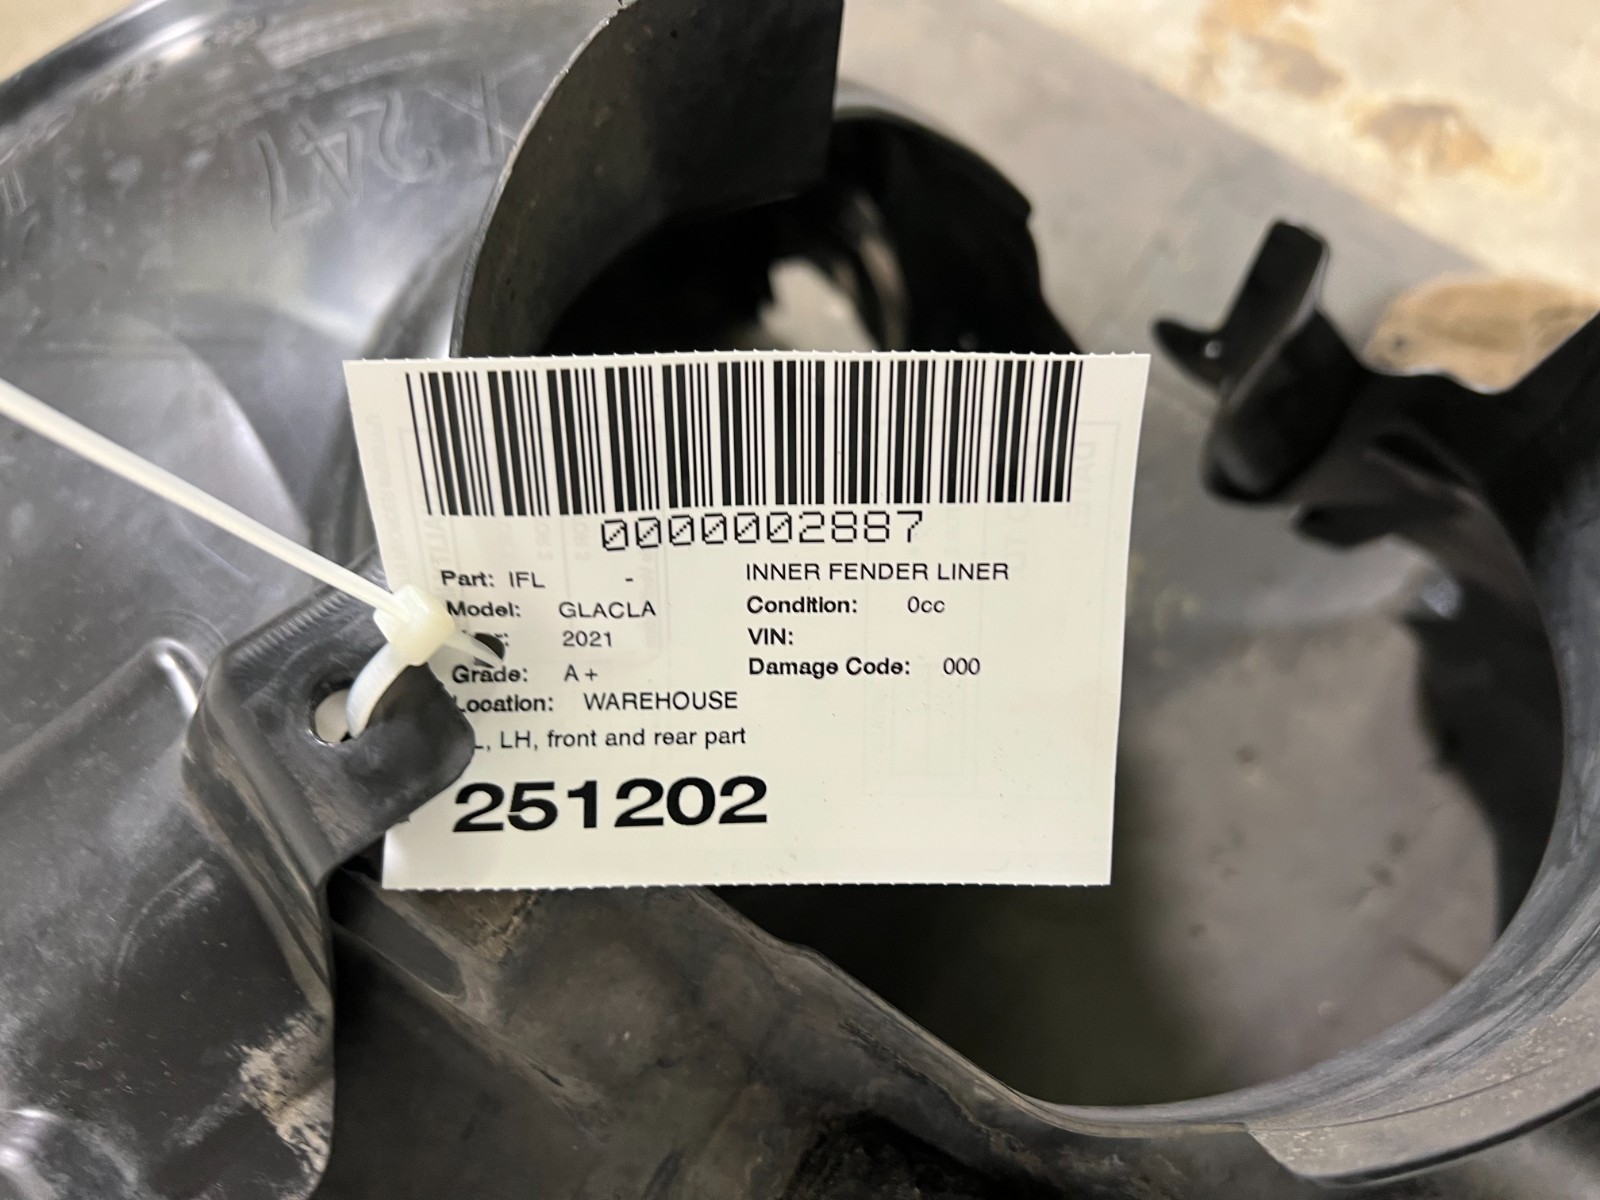 X247
0000002887
Part: IFL - INNER FENDER LINER
Model: GLACLA Condition: 0cc
2021 VIN:
Grade: A+ Damage Code: 000
Location: WAREHOUSE
LH, front and rear part
251202